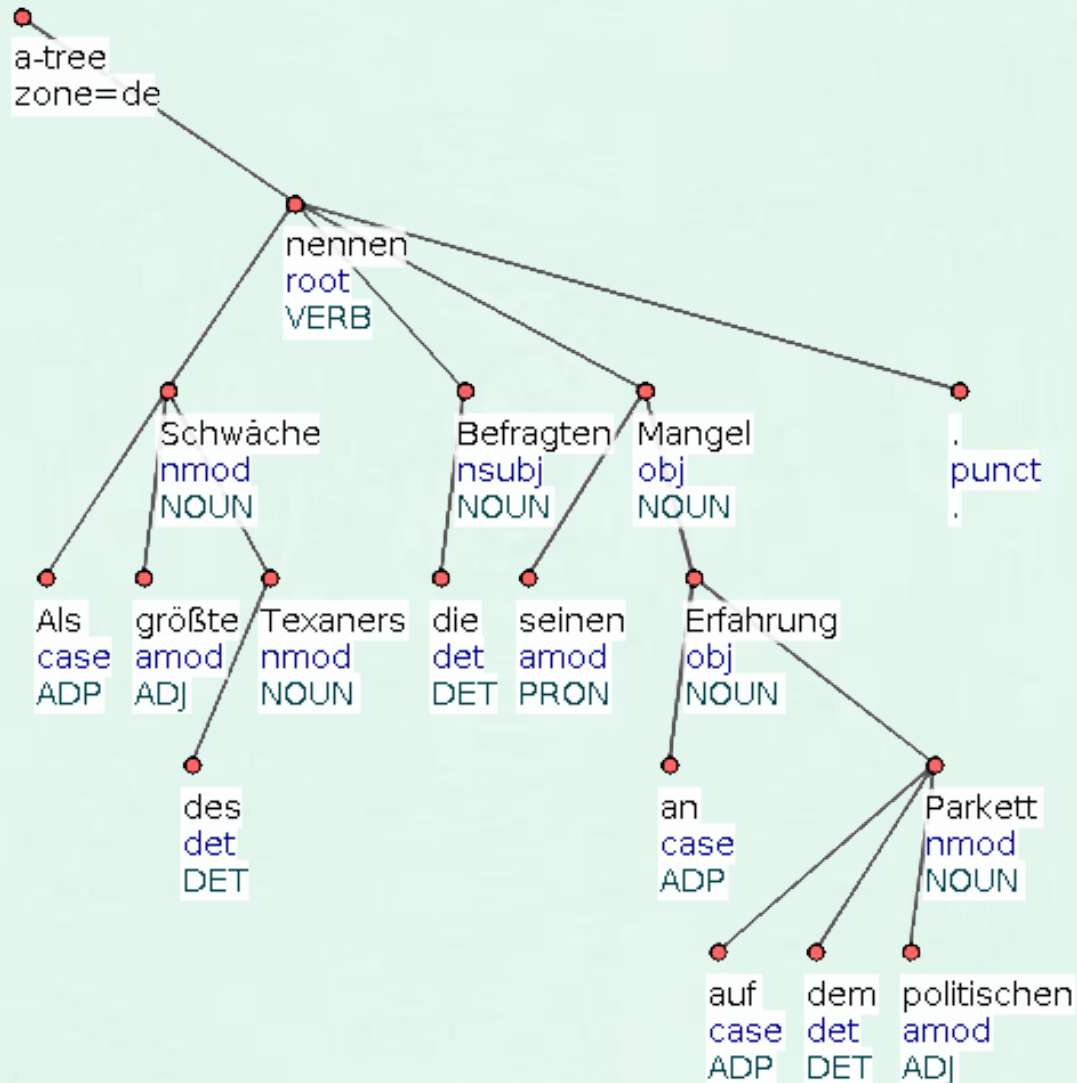 a-tree
zone=de
nennen
root
VERB
Schwäche
nmod
NOUN
Befragten
nsubj
NOUN
Mangel
obj
NOUN
.
punct
.
Als
case
ADP
größte
amod
ADJ
Texaners
nmod
NOUN
die
det
DET
seinen
amod
PRON
Erfahrung
obj
NOUN
des
det
DET
an
case
ADP
Parkett
nmod
NOUN
auf
case
ADP
dem
det
DET
politischen
amod
ADJ